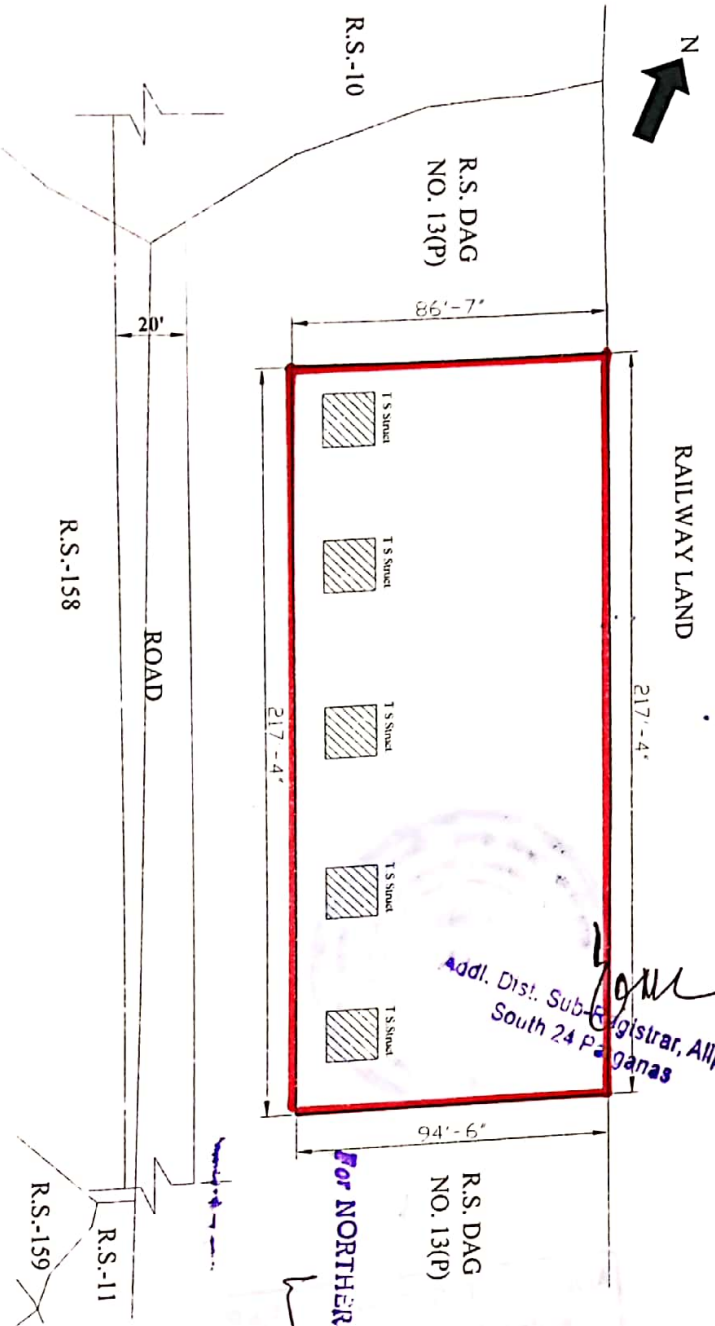 N
R.S.-10
R.S. DAG
NO. 13(P)
RAILWAY LAND
86'-7"
217'-4"
20'
T S Struct
T S Struct
T S Struct
T S Struct
T S Struct
217'-4"
ROAD
R.S.-158
Addl. Dist. Sub-Registrar, Alip
South 24 Parganas
94'-6"
R.S. DAG
NO. 13(P)
For NORTHER
R.S.-11
R.S.-159